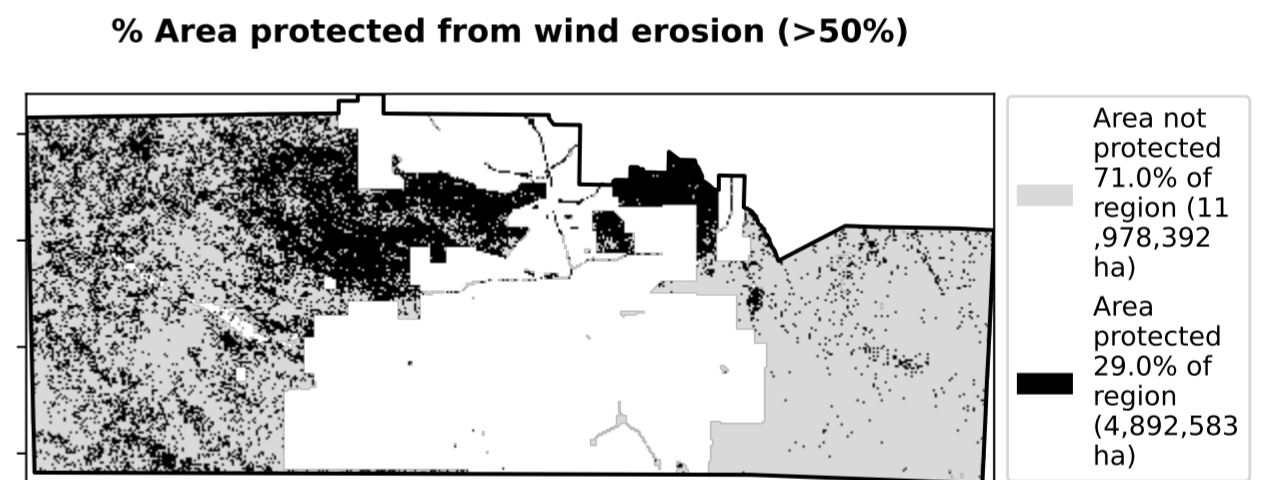 % Area protected from wind erosion (>50%)
Area not
protected
71.0% of
region (11
,978,392
ha)
Area
protected
29.0% of
region
(4,892,583
ha)